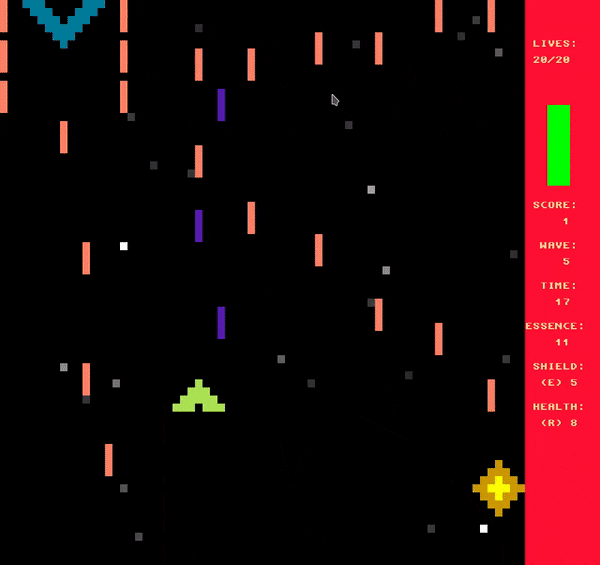 LIVES:
20/20
SCORE:
1
WAVE:
5
TIME:
17
ESSENCE:
11
SHIELD:
(E) 5
HEALTH:
(R) 8